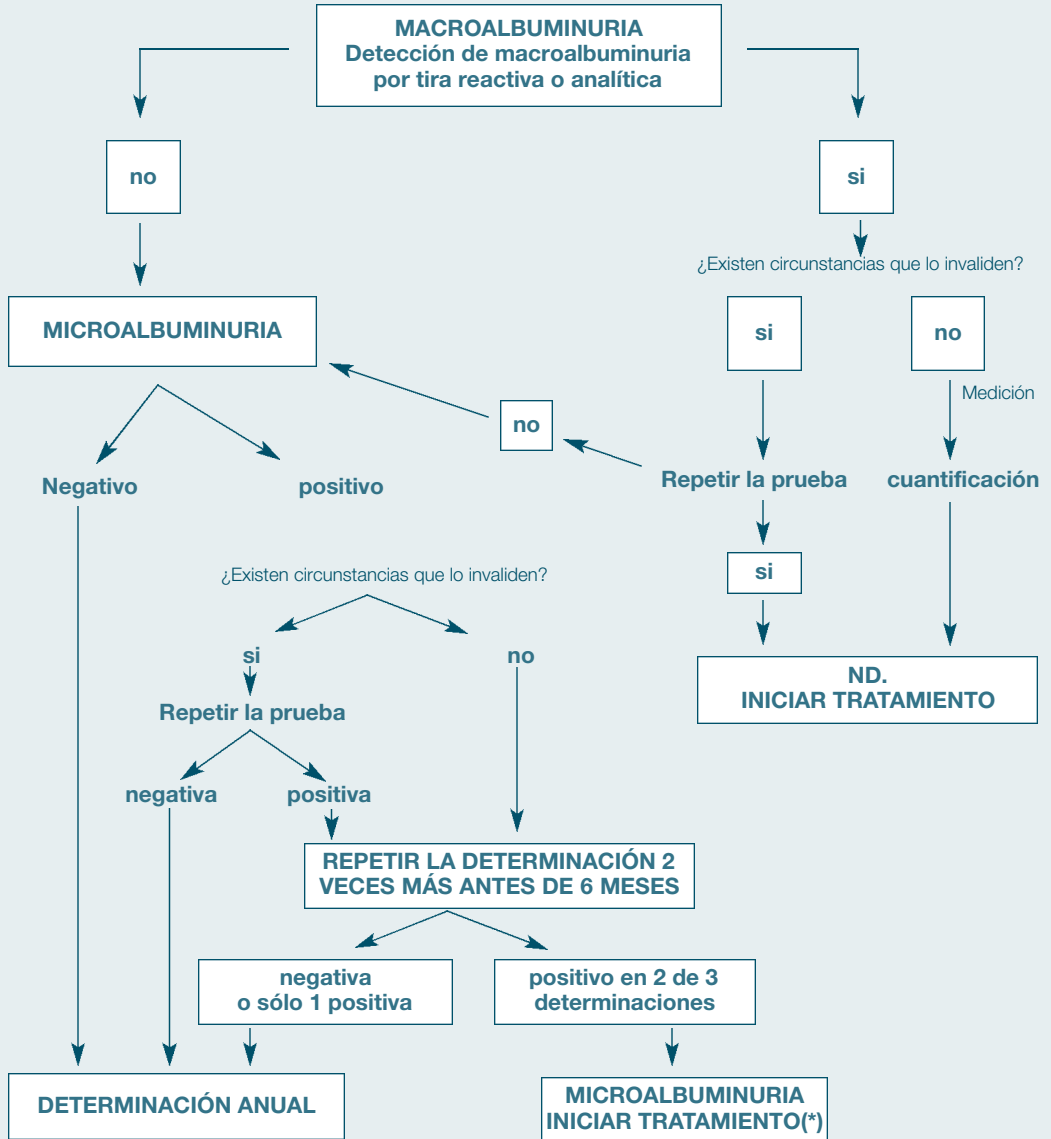 MACROALBUMINURIA
Detección de macroalbuminuria
por tira reactiva o analítica
no
si
¿Existen circunstancias que lo invaliden?
MICROALBUMINURIA
si
no
Medición
no
Negativo
positivo
Repetir la prueba
cuantificación
¿Existen circunstancias que lo invaliden?
si
si
no
ND.
INICIAR TRATAMIENTO
Repetir la prueba
negativa
positiva
REPETIR LA DETERMINACIÓN 2
VECES MÁS ANTES DE 6 MESES
negativa
o sólo 1 positiva
positivo en 2 de 3
determinaciones
DETERMINACIÓN ANUAL
MICROALBUMINURIA
INICIAR TRATAMIENTO(*)